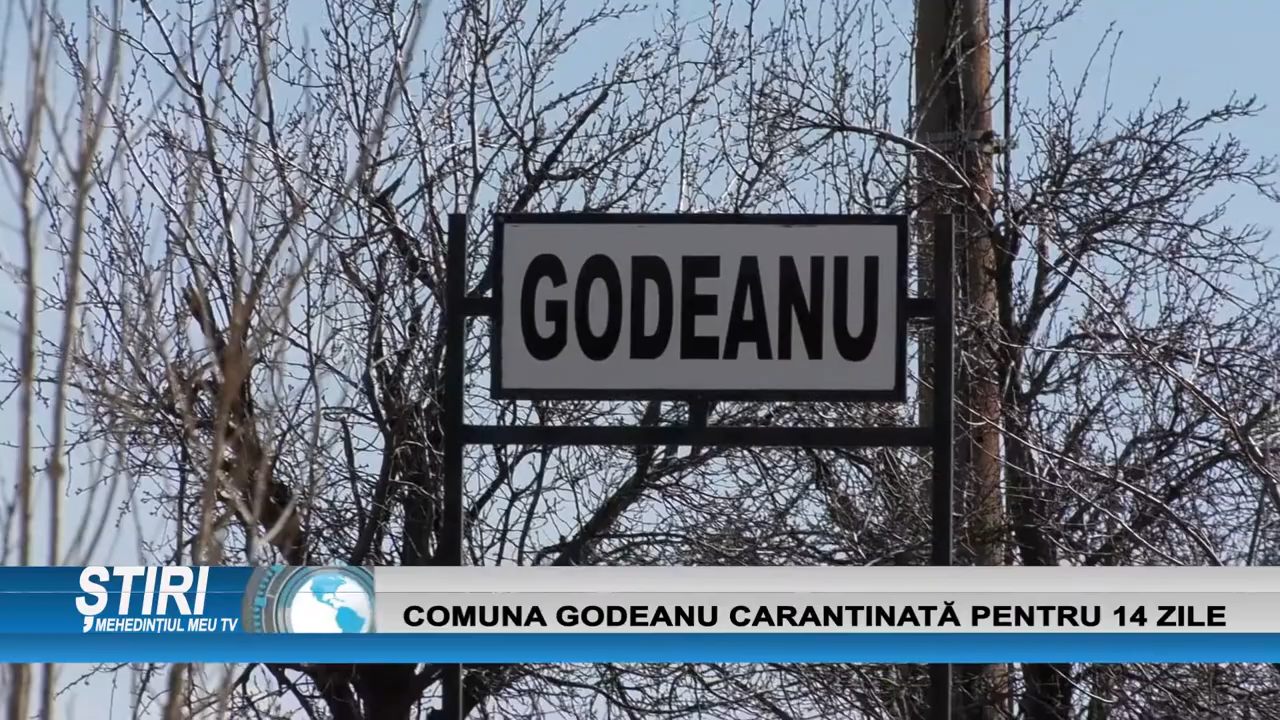 GODEANU
ȘTIRI
MEHEDINȚIUL MEU TV
COMUNA GODEANU CARANTINATĂ PENTRU 14 ZILE